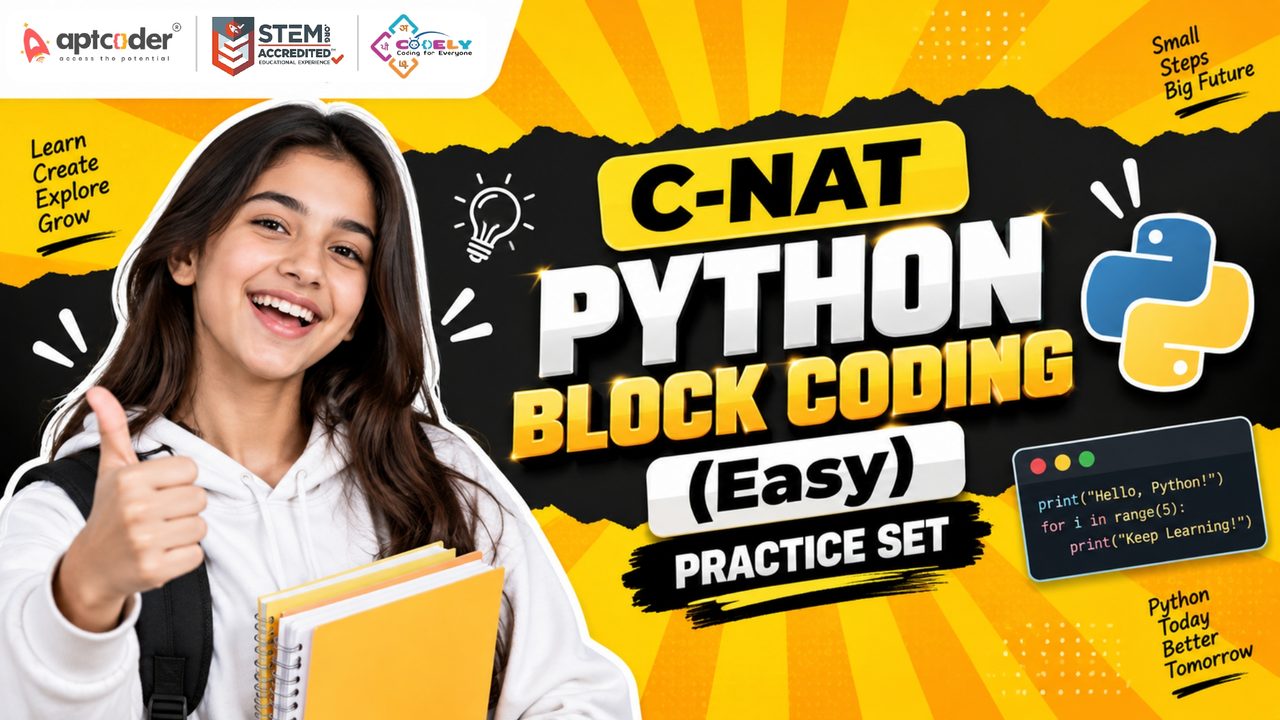 aptcoder®
access the potential
STEM.ORG
ACCREDITED™
EDUCATIONAL EXPERIENCE
CODELY
Coding for Everyone
Small
Steps
Big Future
Learn
Create
Explore
Grow
C-NAT
PYTHON
BLOCK CODING
(Easy)
PRACTICE SET
print("Hello, Python!")
for i in range(5):
print("Keep Learning!")
Python
Today
Better
Tomorrow